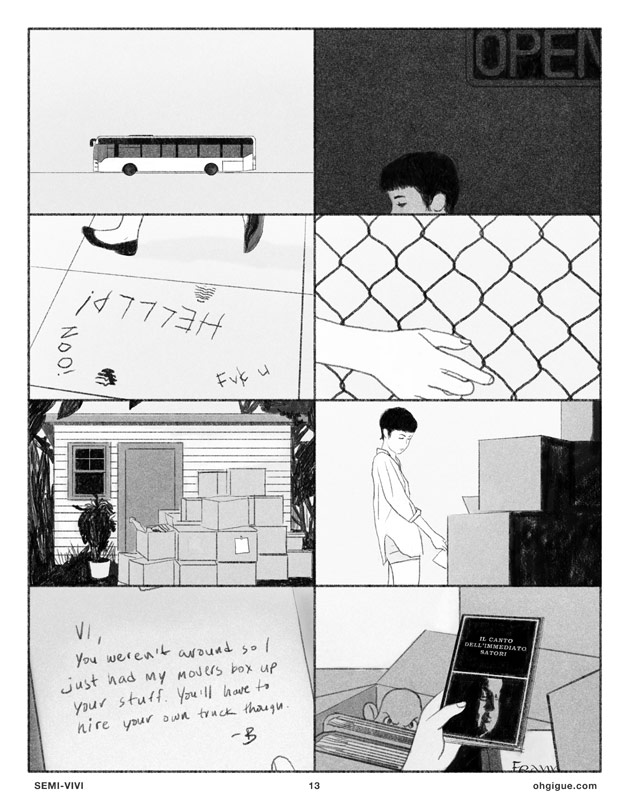 OPEN
HELLLP!
NOO!
Fuk u
VI,
You weren't around so I
just had my movers box up
your stuff. You'll have to
hire your own truck though.
-B
IL CANTO
DELL'IMMEDIATO
SATORI
SEMI-VIVI
13
ohgigue.com